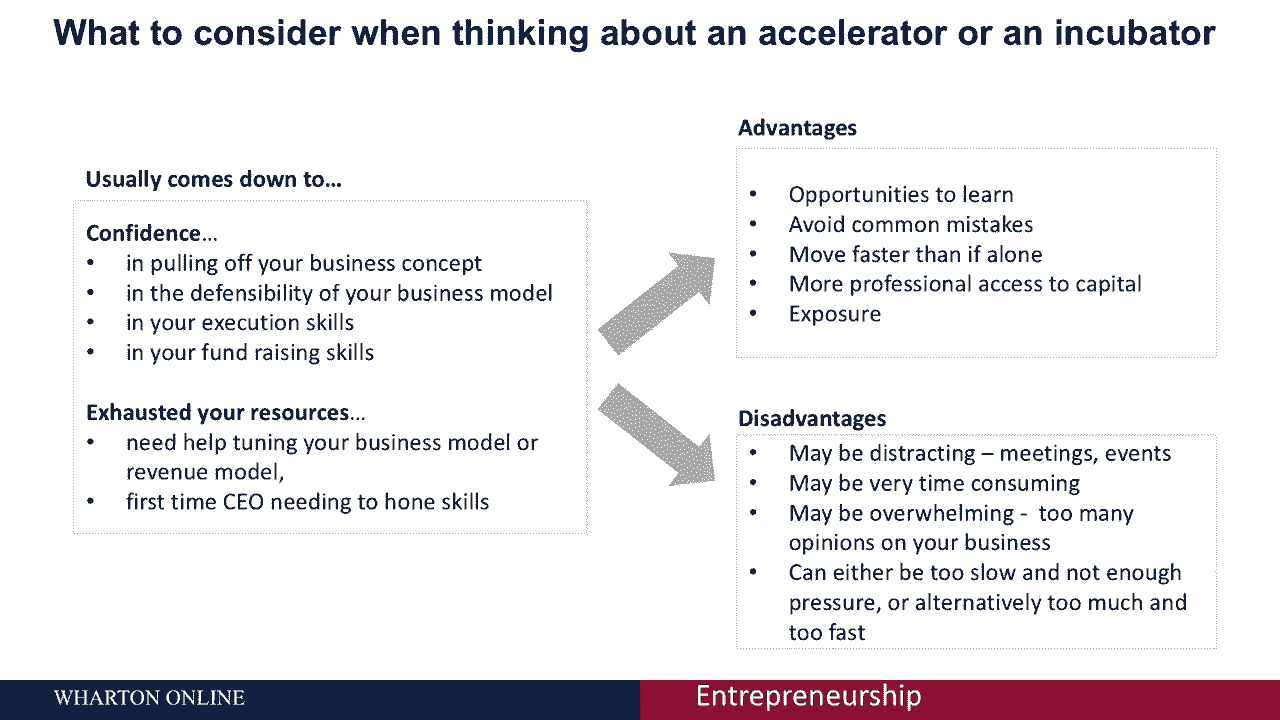 What to consider when thinking about an accelerator or an incubator
Usually comes down to…
Confidence…
• in pulling off your business concept
• in the defensibility of your business model
• in your execution skills
• in your fund raising skills
Exhausted your resources…
• need help tuning your business model or
revenue model,
• first time CEO needing to hone skills
Advantages
• Opportunities to learn
• Avoid common mistakes
• Move faster than if alone
• More professional access to capital
• Exposure
Disadvantages
• May be distracting – meetings, events
• May be very time consuming
• May be overwhelming - too many
opinions on your business
• Can either be too slow and not enough
pressure, or alternatively too much and
too fast
WHARTON ONLINE
Entrepreneurship